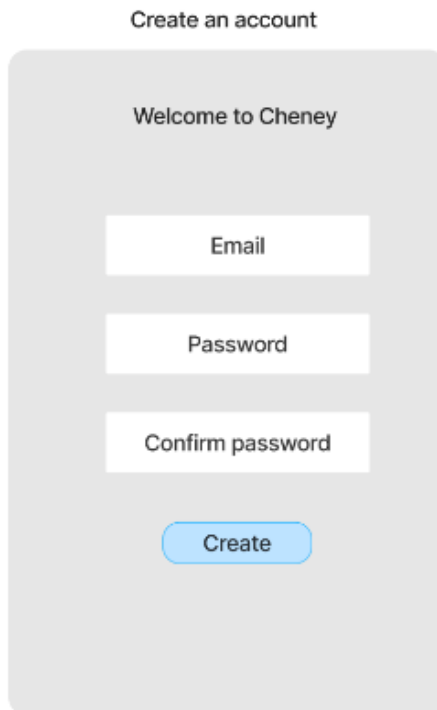 Create an account
Welcome to Cheney
Email
Password
Confirm password
Create